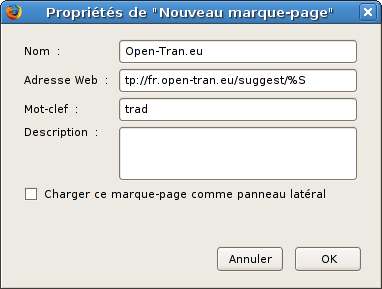 Propriétés de "Nouveau marque-page"
Nom : Open-Tran.eu
Adresse Web : tp://fr.open-tran.eu/suggest/%S
Mot-clef : trad
Description :
Charger ce marque-page comme panneau latéral
Annuler OK